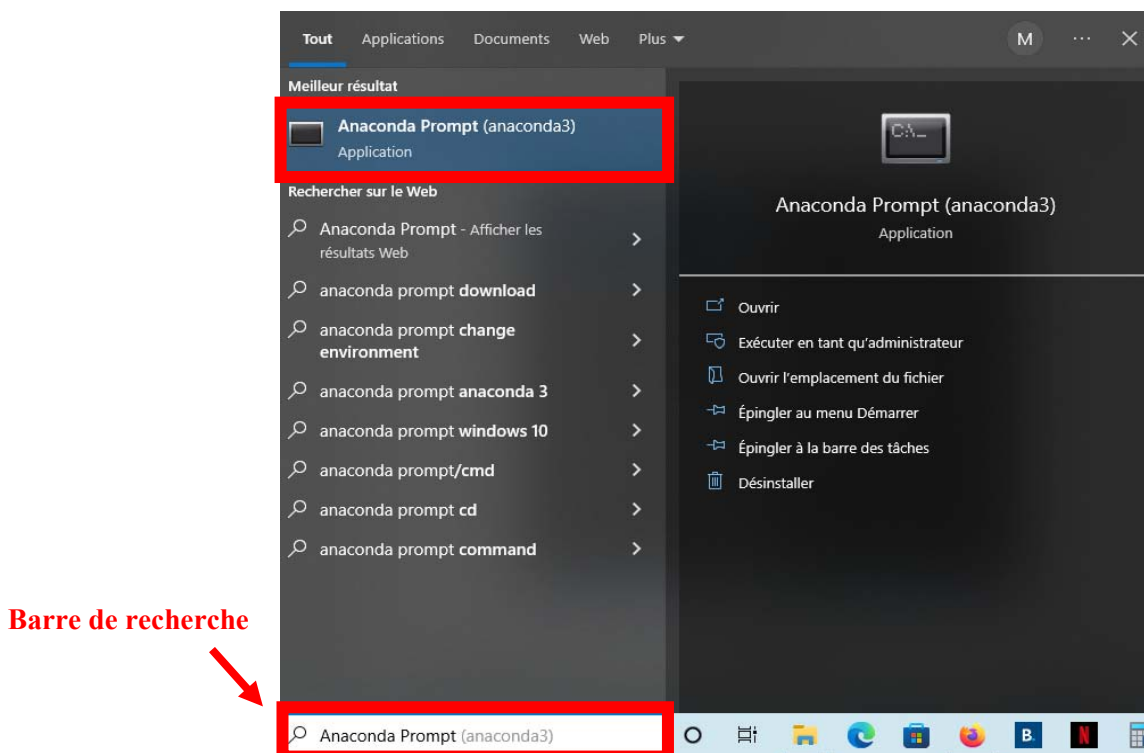 Tout Applications Documents Web Plus M ... 
Meilleur résultat
Anaconda Prompt (anaconda3)
Application
Rechercher sur le Web
Anaconda Prompt - Afficher les
résultats Web
anaconda prompt download
anaconda prompt change
environment
anaconda prompt anaconda 3
anaconda prompt windows 10
anaconda prompt/cmd
anaconda prompt cd
anaconda prompt command
C:\_
Anaconda Prompt (anaconda3)
Application
Ouvrir
Exécuter en tant qu'administrateur
Ouvrir l'emplacement du fichier
Épingler au menu Démarrer
Épingler à la barre des tâches
Désinstaller
Barre de recherche
Anaconda Prompt (anaconda3)
B. N